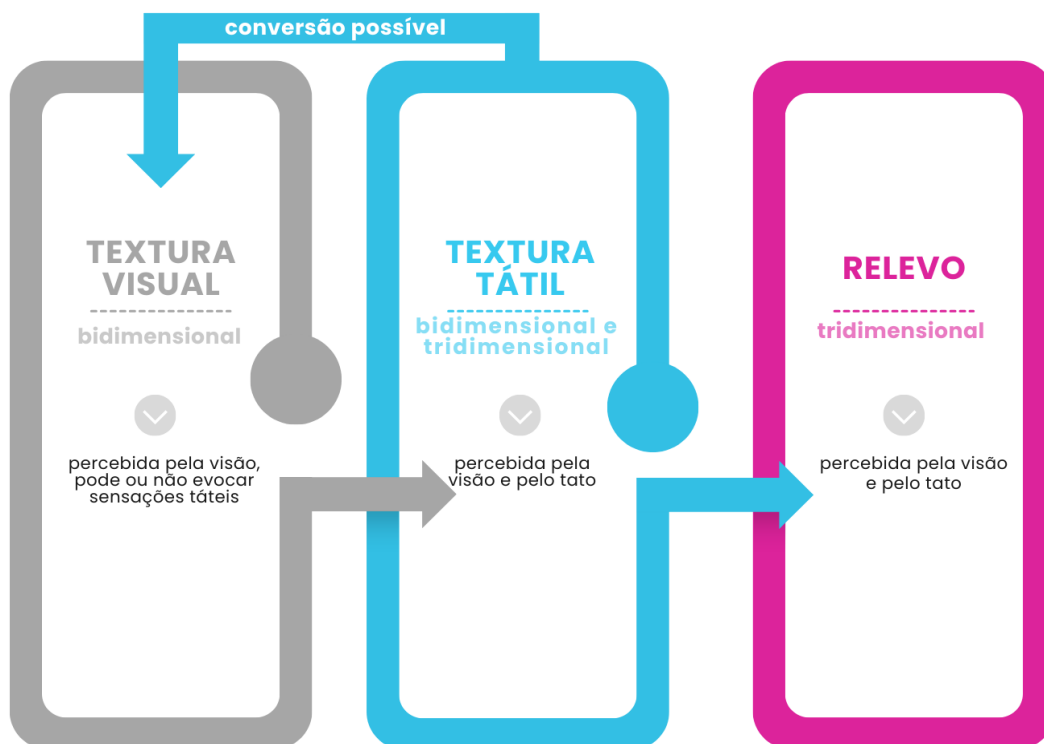 conversão possível
TEXTURA
VISUAL
bidimensional
percebida pela visão,
pode ou não evocar
sensações táteis
TEXTURA
TÁTIL
bidimensional e
tridimensional
percebida pela
visão e pelo tato
RELEVO
tridimensional
percebida pela visão
e pelo tato